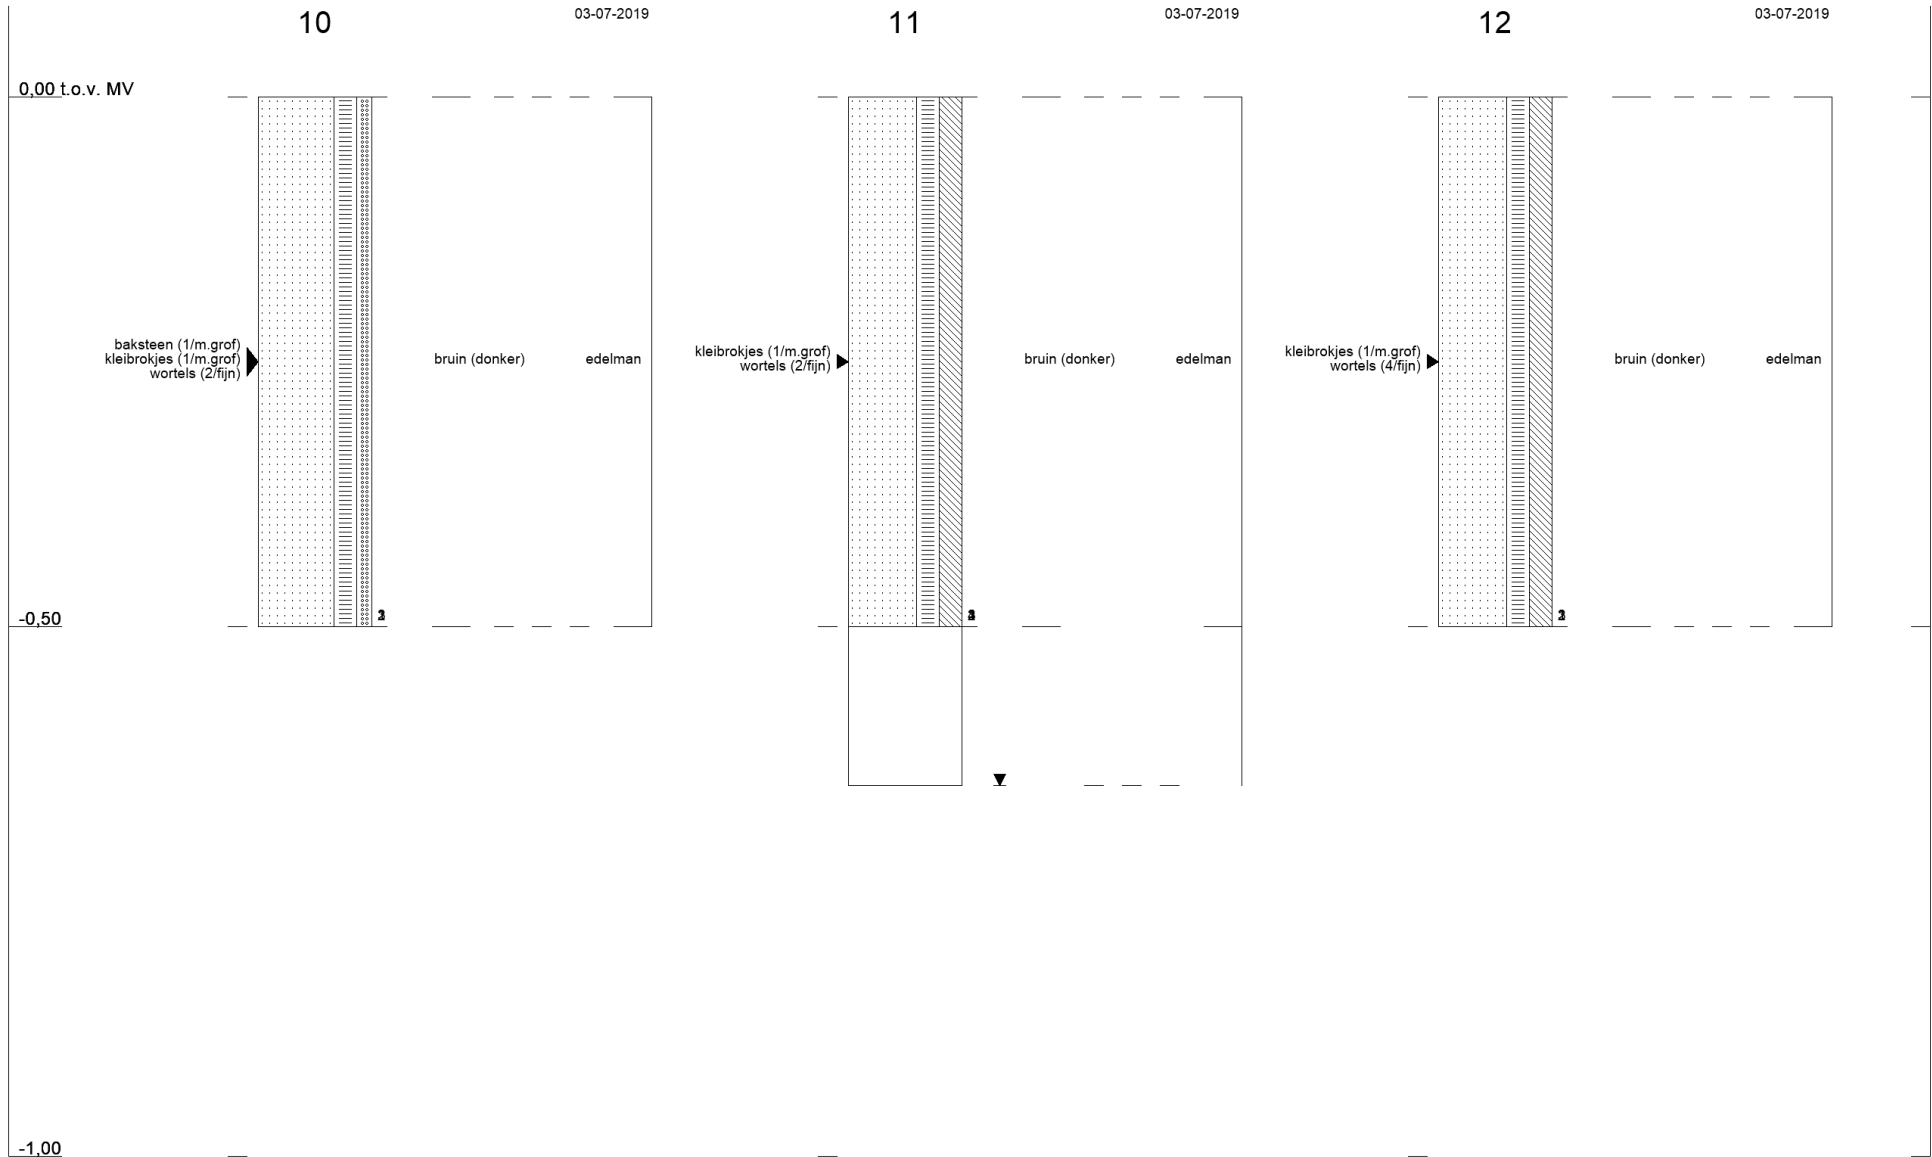 10
03-07-2019
11
03-07-2019
12
03-07-2019
0,00 t.o.v. MV
baksteen (1/m.grof)
kleibrokjes (1/m.grof)
wortels (2/fijn)
bruin (donker)
edelman
kleibrokjes (1/m.grof)
wortels (2/fijn)
bruin (donker)
edelman
kleibrokjes (1/m.grof)
wortels (4/fijn)
bruin (donker)
edelman
-0,50
-1,00